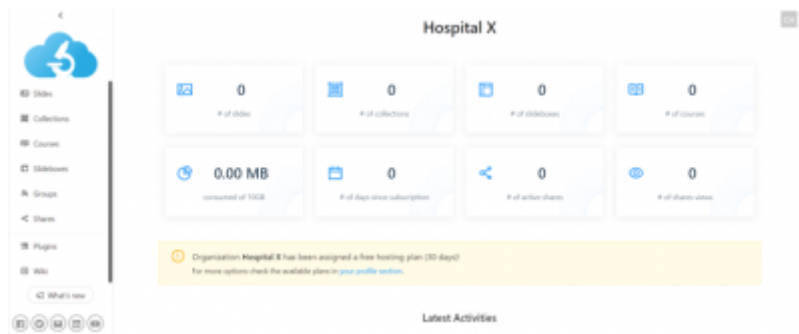 Hospital X
Slides
Collections
Courses
Slideboxes
Groups
Shares
Plugins
Wiki
What's new
0
# of slides
0
# of collections
0
# of slideboxes
0
# of courses
0.00 MB
consumed of 10GB
0
# of days since subscription
0
# of active shares
0
# of shares views
Organization Hospital X has been assigned a free hosting plan (30 days)!
For more options check the available plans in your profile section.
Latest Activities